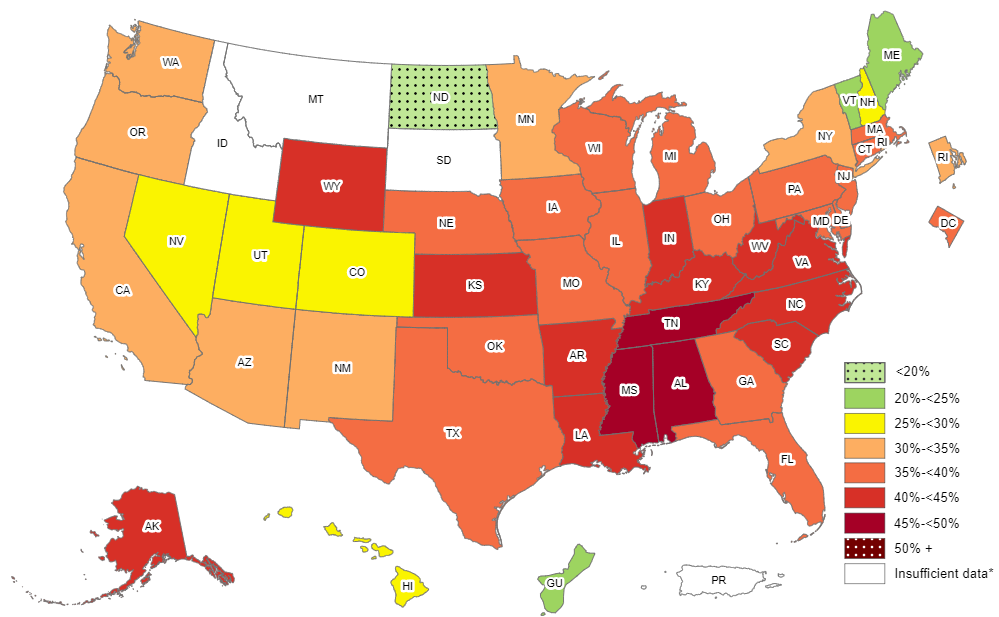 ME
WA
MT
ND
VT
NH
MN
OR
MA
NY
ID
CT
RI
WI
SD
MI
RI
NJ
WY
PA
IA
NE
OH
MD
DE
DC
IL
IN
NV
WV
UT
VA
CO
KS
MO
KY
CA
NC
TN
OK
SC
AR
AZ
NM
<20%
GA
MS
AL
20%-<25%
25%-<30%
TX
LA
30%-<35%
FL
35%-<40%
40%-<45%
AK
45%-<50%
50% +
Insufficient data*
HI
GU
PR